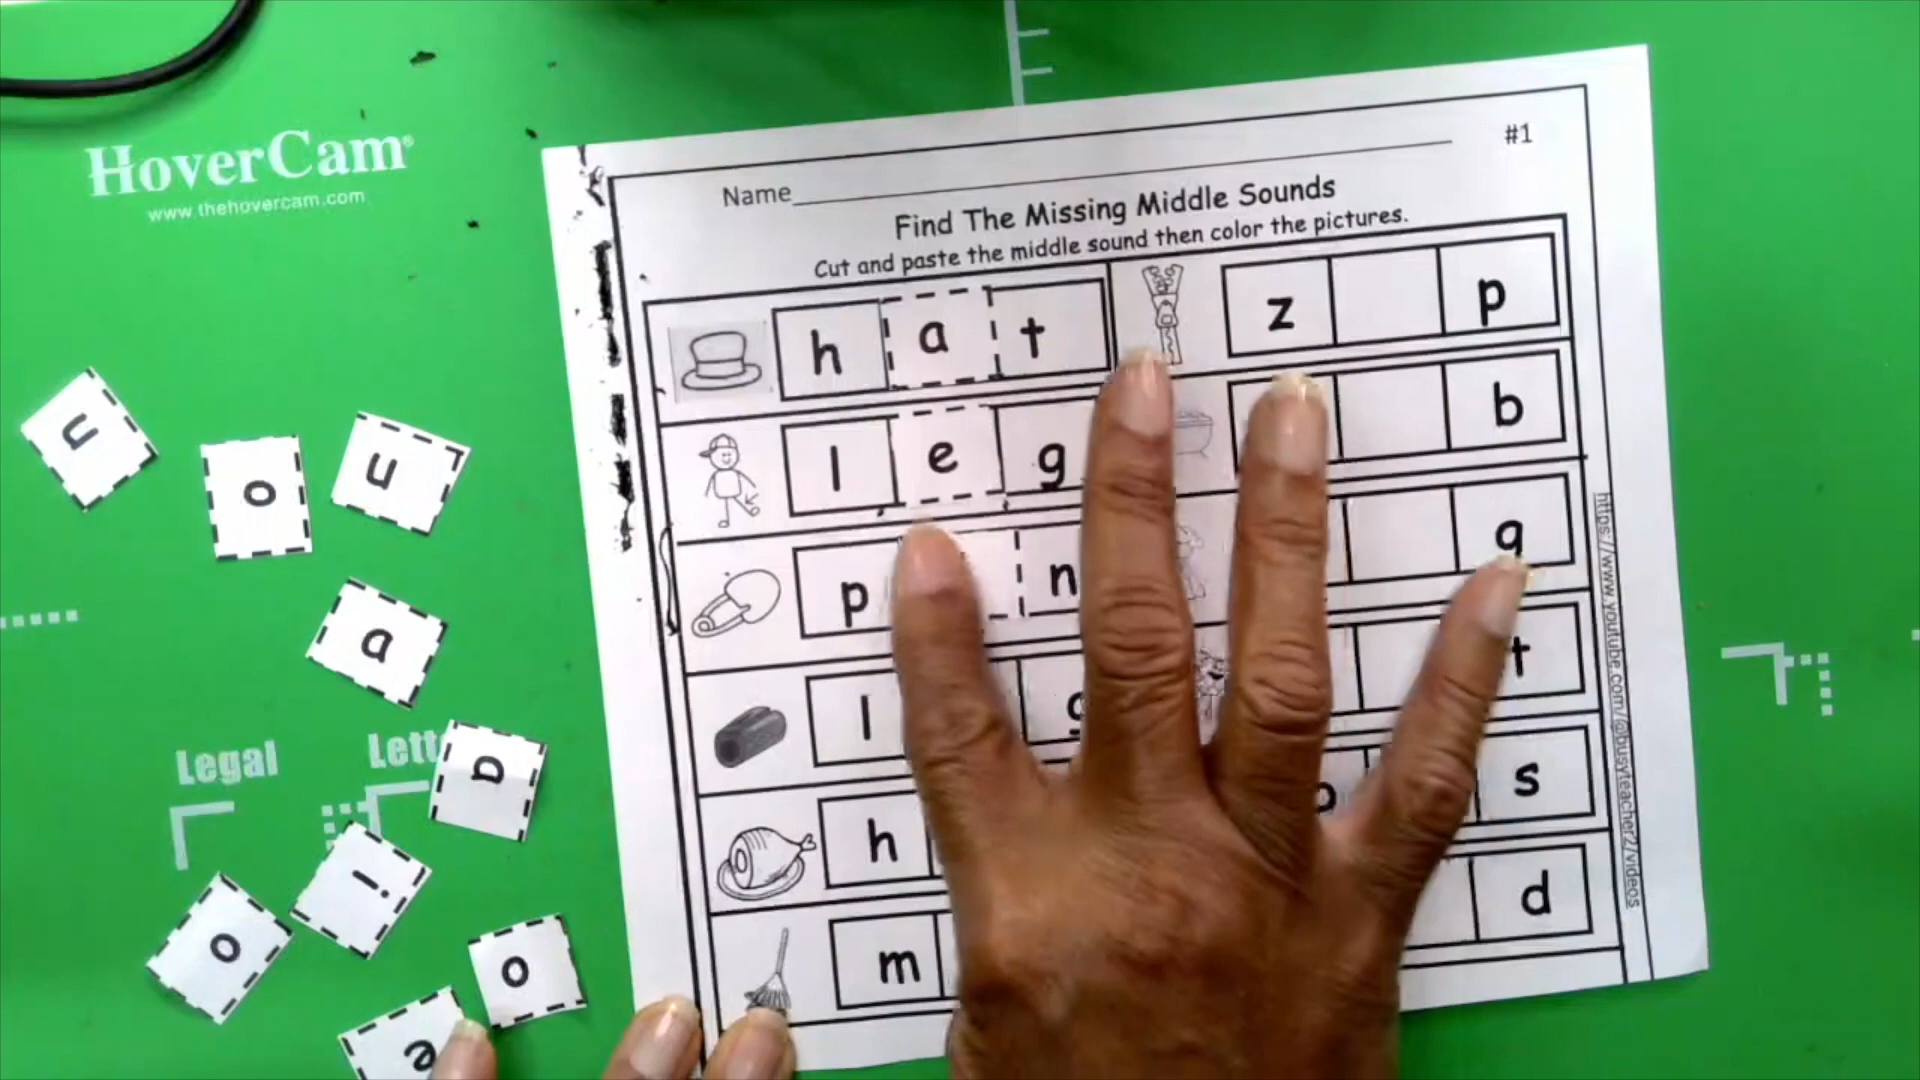 HoverCam®
www.thehovercam.com
Name
#1
Find The Missing Middle Sounds
Cut and paste the middle sound then color the pictures.
h a t
z p
l e g
b
p n
g
l g
t
h
s
m
d
u
o
u
a
a
i
o
o
e
Legal
https://www.youtube.com/@busyteacher2/videos